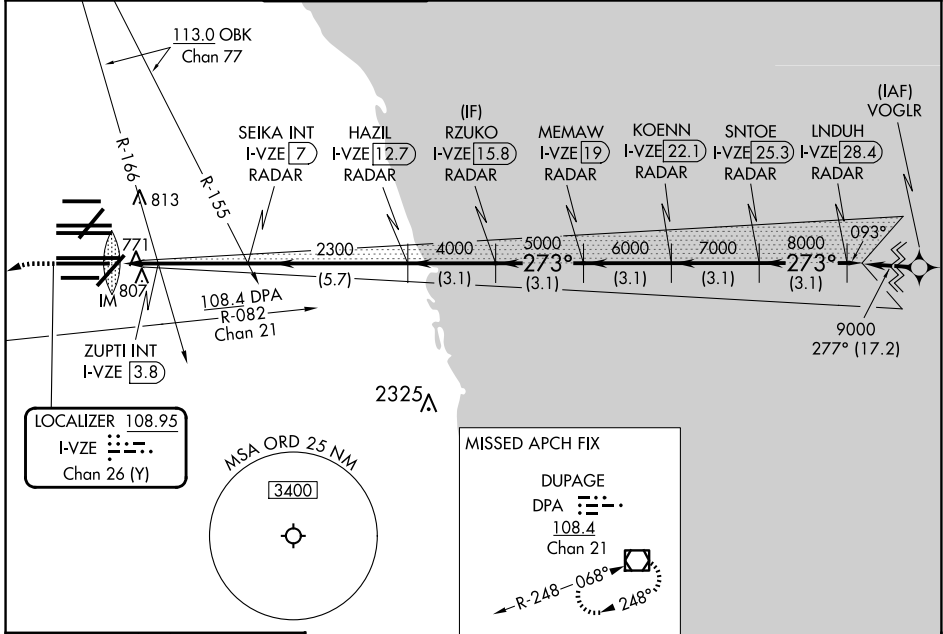 113.0 OBK
Chan 77
R-166
R-155
813
771
807
IM
SEIKA INT
I-VZE 7
RADAR
HAZIL
I-VZE 12.7
RADAR
(IF)
RZUKO
I-VZE 15.8
RADAR
MEMAW
I-VZE 19
RADAR
KOENN
I-VZE 22.1
RADAR
SNTOE
I-VZE 25.3
RADAR
LNDUH
I-VZE 28.4
RADAR
(IAF)
VOGLR
2300
4000
5000
6000
7000
8000
093°
273°
273°
(5.7)
(3.1)
(3.1)
(3.1)
(3.1)
(3.1)
9000
277° (17.2)
108.4 DPA
R-082
Chan 21
ZUPTI INT
I-VZE 3.8
2325
LOCALIZER 108.95
I-VZE
Chan 26 (Y)
MSA ORD 25 NM
3400
MISSED APCH FIX
DUPAGE
DPA
108.4
Chan 21
R-248
068°
248°